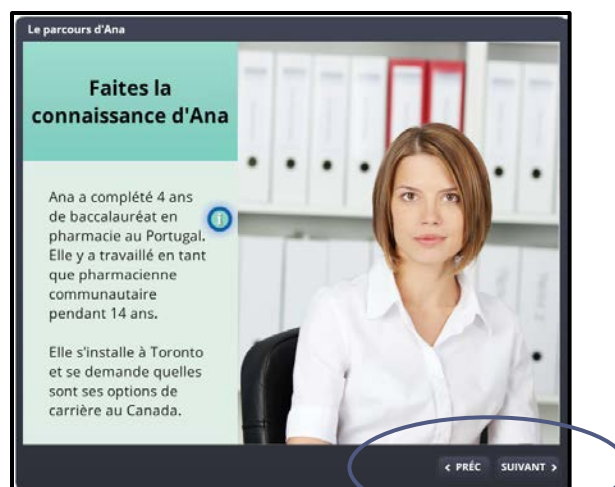 Le parcours d'Ana
Faites la
connaissance d'Ana
Ana a complété 4 ans
de baccalauréat en
pharmacie au Portugal.
Elle y a travaillé en tant
que pharmacienne
communautaire
pendant 14 ans.
Elle s'installe à Toronto
et se demande quelles
sont ses options de
carrière au Canada.
i
< PRÉC SUIVANT >